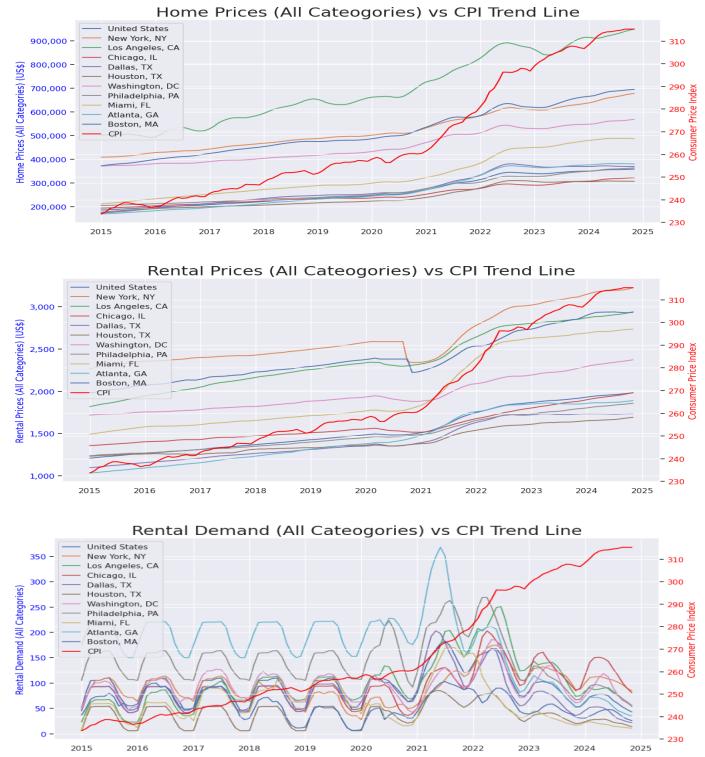 Home Prices (All Cateogories) vs CPI Trend Line
Home Prices (All Categories) (US$)
900,000
800,000
700,000
600,000
500,000
400,000
300,000
200,000
United States
New York, NY
Los Angeles, CA
Chicago, IL
Dallas, TX
Houston, TX
Washington, DC
Philadelphia, PA
Miami, FL
Atlanta, GA
Boston, MA
CPI
310
300
290
280
270
260
250
240
230
Consumer Price Index
2015 2016 2017 2018 2019 2020 2021 2022 2023 2024 2025
Rental Prices (All Cateogories) vs CPI Trend Line
Rental Prices (All Categories) (US$)
3,000
2,500
2,000
1,500
1,000
United States
New York, NY
Los Angeles, CA
Chicago, IL
Dallas, TX
Houston, TX
Washington, DC
Philadelphia, PA
Miami, FL
Atlanta, GA
Boston, MA
CPI
310
300
290
280
270
260
250
240
230
Consumer Price Index
2015 2016 2017 2018 2019 2020 2021 2022 2023 2024 2025
Rental Demand (All Cateogories) vs CPI Trend Line
Rental Demand (All Categories)
350
300
250
200
150
100
50
0
United States
New York, NY
Los Angeles, CA
Chicago, IL
Dallas, TX
Houston, TX
Washington, DC
Philadelphia, PA
Miami, FL
Atlanta, GA
Boston, MA
CPI
310
300
290
280
270
260
250
240
230
Consumer Price Index
2015 2016 2017 2018 2019 2020 2021 2022 2023 2024 2025